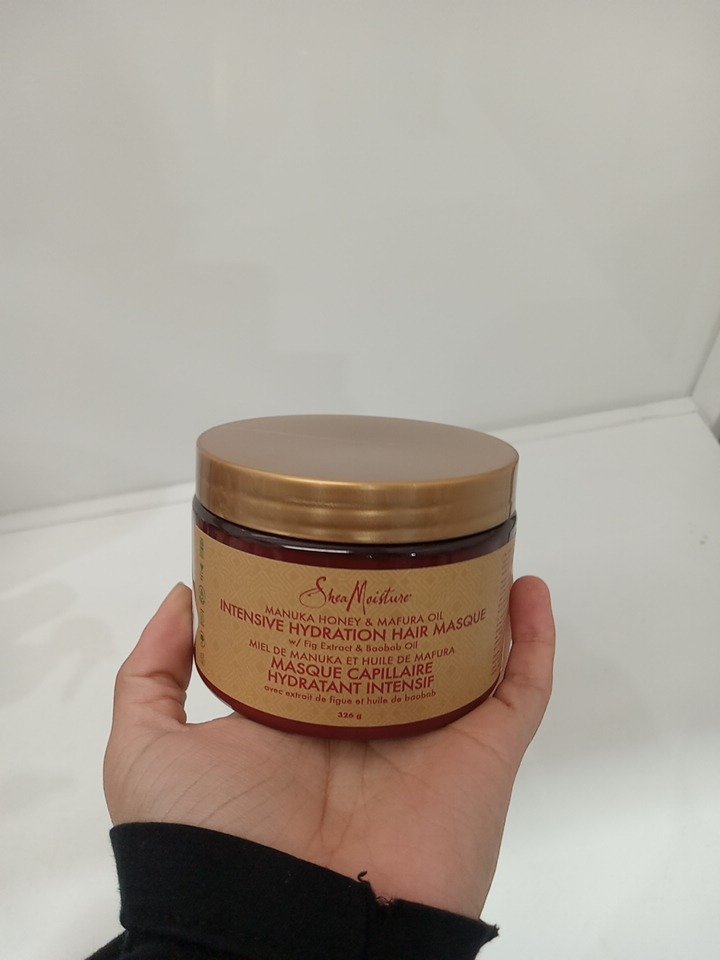 SheaMoisture
MANUKA HONEY & MAFURA OIL
INTENSIVE HYDRATION HAIR MASQUE
w/ Fig Extract & Baobab Oil
MIEL DE MANUKA ET HUILE DE MAFURA
MASQUE CAPILLAIRE
HYDRATANT INTENSIF
avec extrait de figue et huile de baobab
326 g